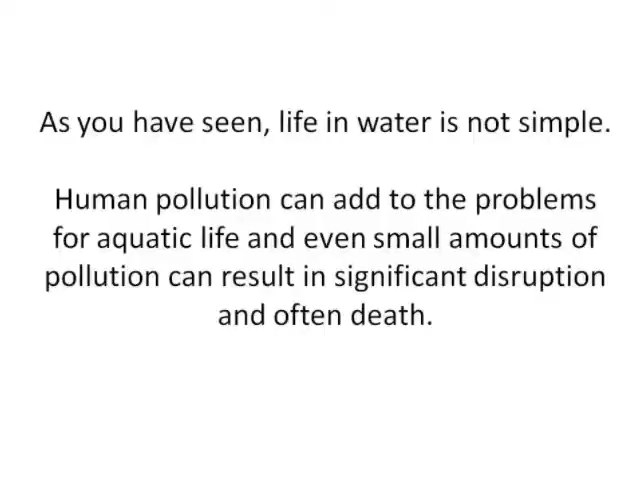 As you have seen, life in water is not simple.
Human pollution can add to the problems
for aquatic life and even small amounts of
pollution can result in significant disruption
and often death.